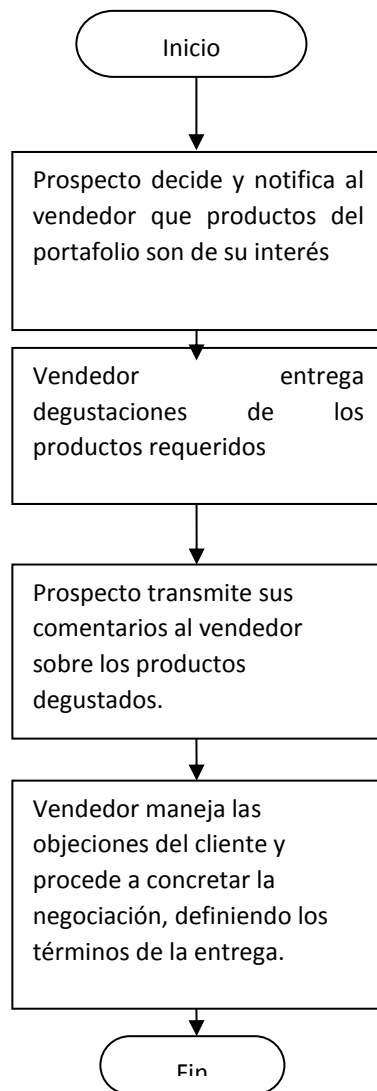 Inicio
Prospecto decide y notifica al
vendedor que productos del
portafolio son de su interés
Vendedor entrega
degustaciones de los
productos requeridos
Prospecto transmite sus
comentarios al vendedor
sobre los productos
degustados.
Vendedor maneja las
objeciones del cliente y
procede a concretar la
negociación, definiendo los
términos de la entrega.
Fin